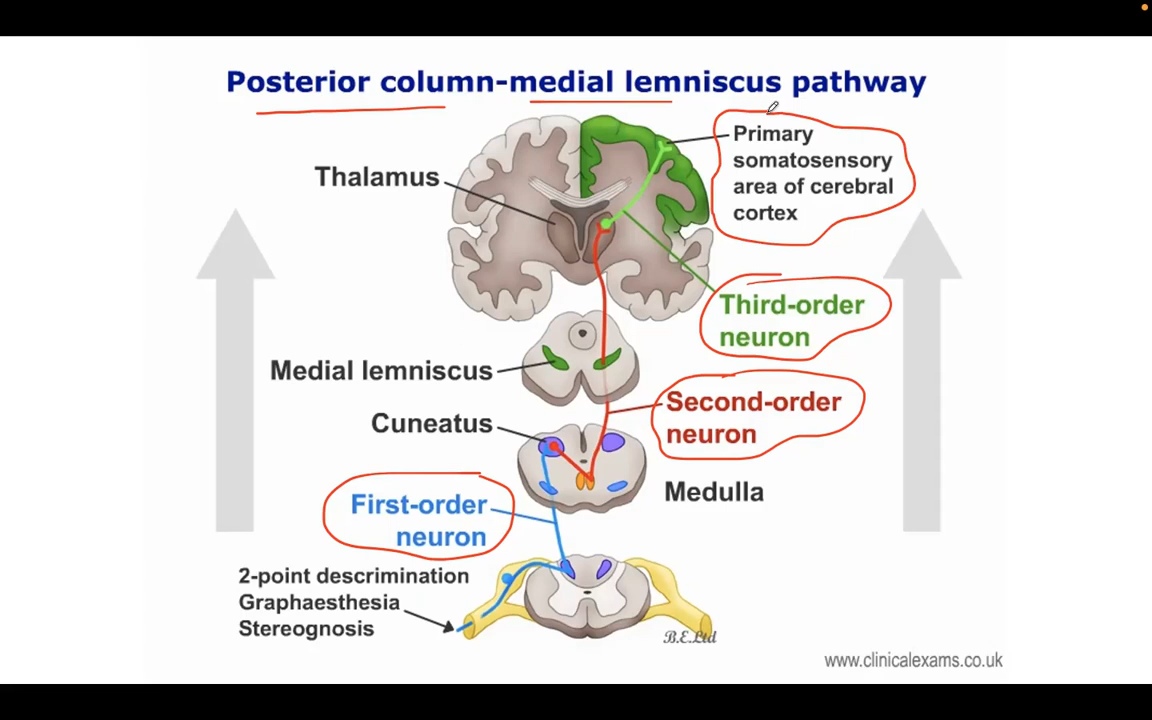 Posterior column-medial lemniscus pathway
Thalamus
Primary
somatosensory
area of cerebral
cortex
Third-order
neuron
Medial lemniscus
Second-order
neuron
Cuneatus
Medulla
First-order
neuron
2-point descrimination
Graphaesthesia
Stereognosis
B.E.Ltd
www.clinicalexams.co.uk